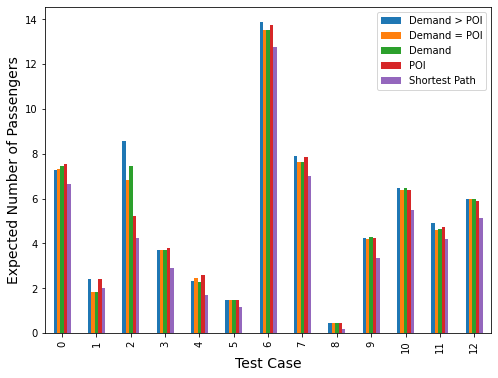 14
12
10
8
6
4
2
0
Expected Number of Passengers
Demand > POI
Demand = POI
Demand
POI
Shortest Path
0 1 2 3 4 5 6 7 8 9 10 11 12
Test Case